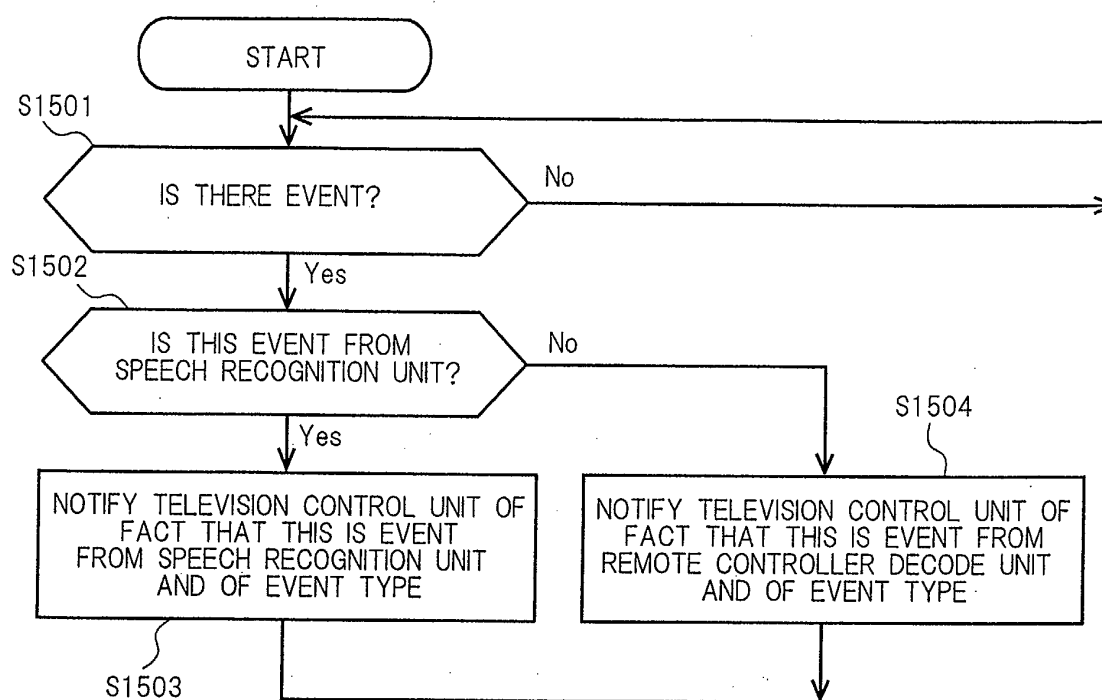 START
S1501
IS THERE EVENT?
No
Yes
S1502
IS THIS EVENT FROM
SPEECH RECOGNITION UNIT?
No
Yes
S1504
NOTIFY TELEVISION CONTROL UNIT OF
FACT THAT THIS IS EVENT
FROM SPEECH RECOGNITION UNIT
AND OF EVENT TYPE
NOTIFY TELEVISION CONTROL UNIT OF
FACT THAT THIS IS EVENT FROM
REMOTE CONTROLLER DECODE UNIT
AND OF EVENT TYPE
S1503